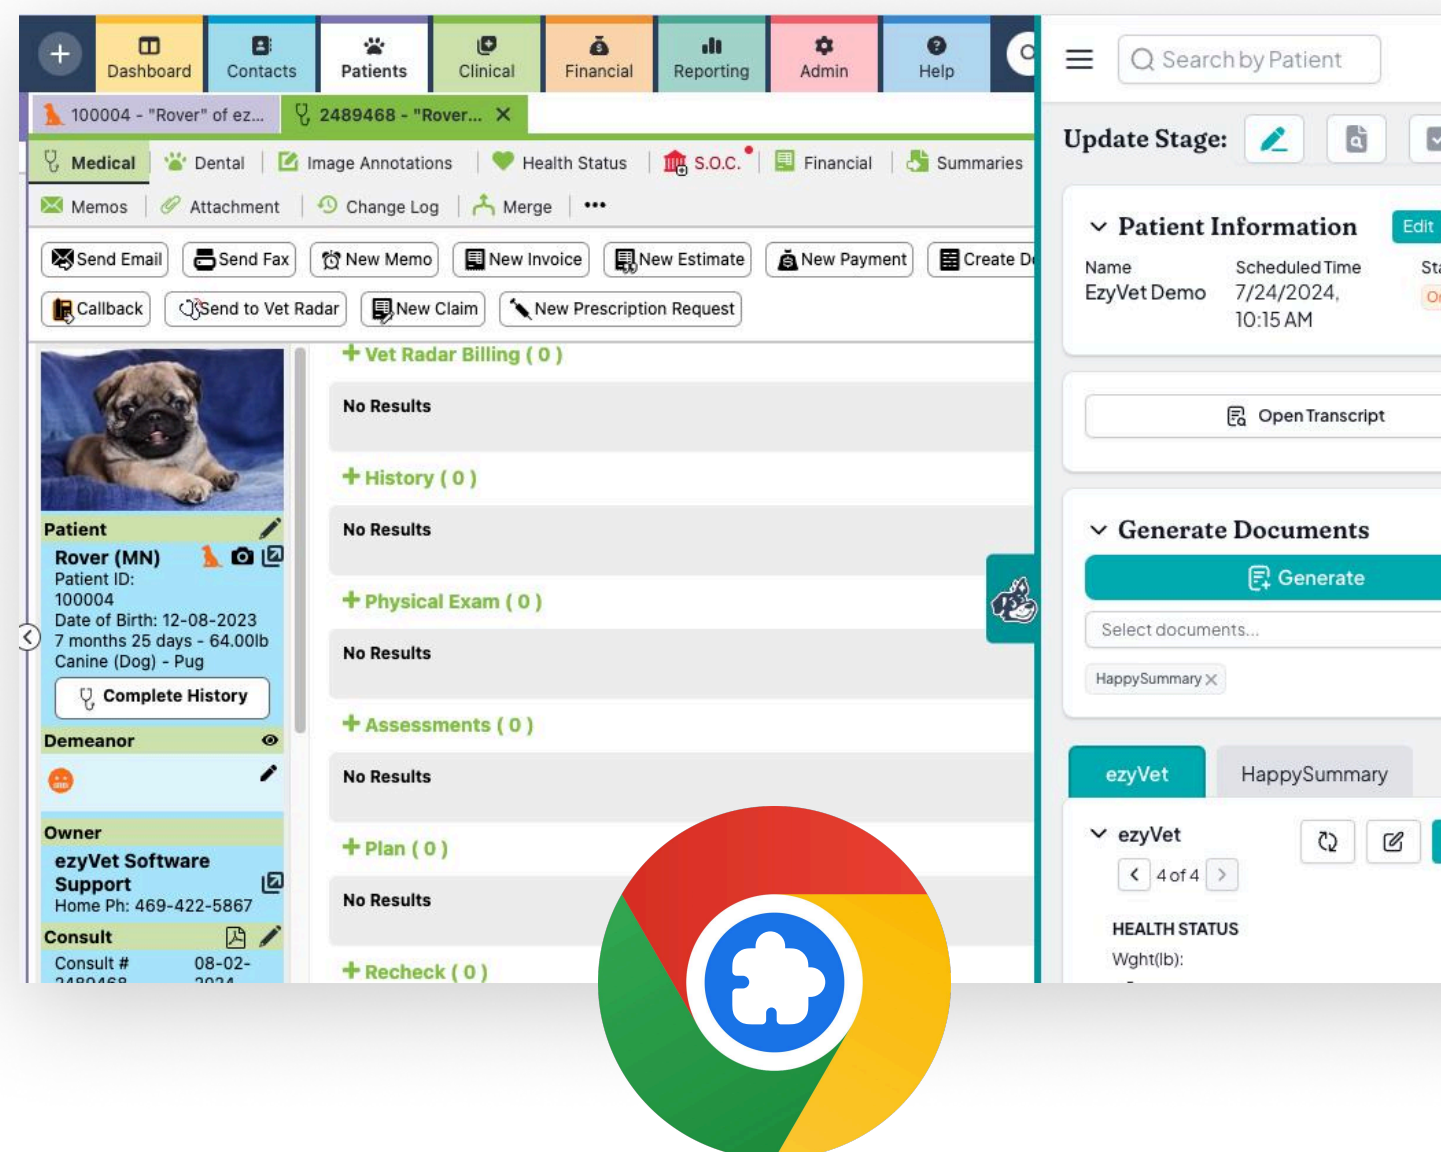 Dashboard
Contacts
Patients
Clinical
Financial
Reporting
Admin
Help
100004 - "Rover" of ez...
2489468 - "Rover...
Medical
Dental
Image Annotations
Health Status
S.O.C.
Financial
Summaries
Memos
Attachment
Change Log
Merge
•••
Send Email
Send Fax
New Memo
New Invoice
New Estimate
New Payment
Create
Callback
Send to Vet Radar
New Claim
New Prescription Request
Patient
Rover (MN)
Patient ID:
100004
Date of Birth: 12-08-2023
7 months 25 days - 64.00lb
Canine (Dog) - Pug
Complete History
Demeanor
Owner
ezyVet Software
Support
Home Ph: 469-422-5867
Consult
Consult # 08-02-
2489468 2024
Vet Radar Billing ( 0 )
No Results
History ( 0 )
No Results
Physical Exam ( 0 )
No Results
Assessments ( 0 )
No Results
Plan ( 0 )
No Results
Recheck ( 0 )
Search by Patient
Update Stage:
Patient Information
Edit
Name
EzyVet Demo
Scheduled Time
7/24/2024,
10:15 AM
Open Transcript
Generate Documents
Generate
Select documents...
HappySummary
ezyVet
HappySummary
ezyVet
4 of 4
HEALTH STATUS
Wght(lb):